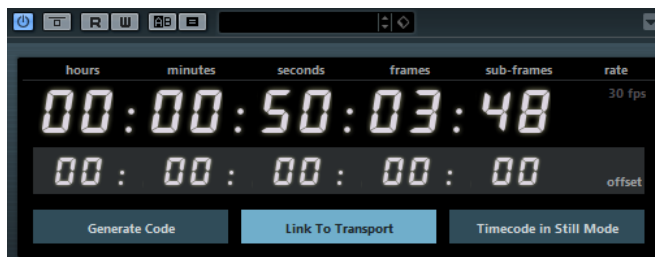 R W AB
hours minutes seconds frames sub-frames rate
00:00:50:03:48 30 fps
00: 00: 00: 00: 00 offset
Generate Code Link To Transport Timecode in Still Mode